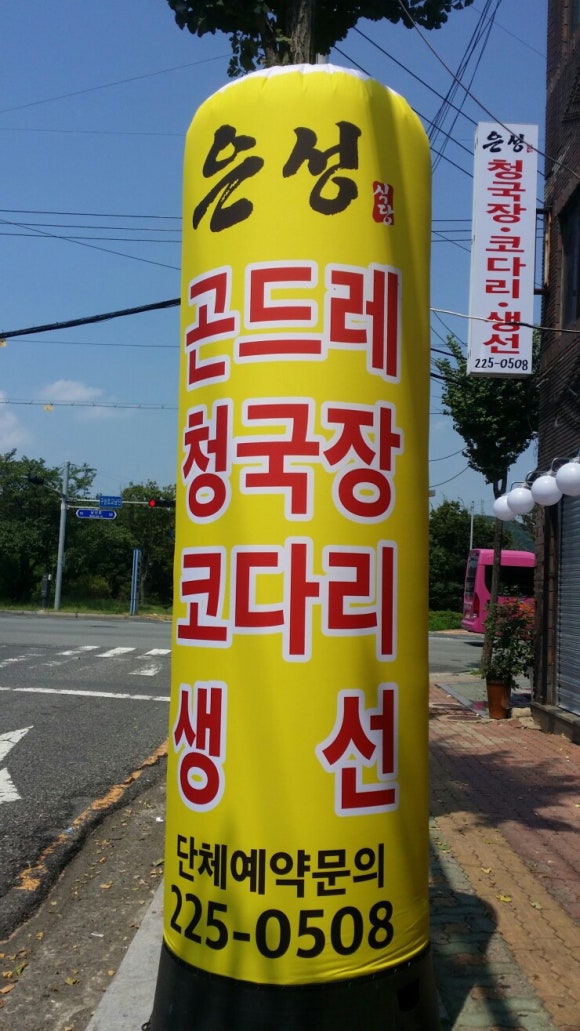 은성 식당
곤드레
청국장
코다리
생선
단체예약문의
225-0508
은성
청국장·코다리·생선
225-0508